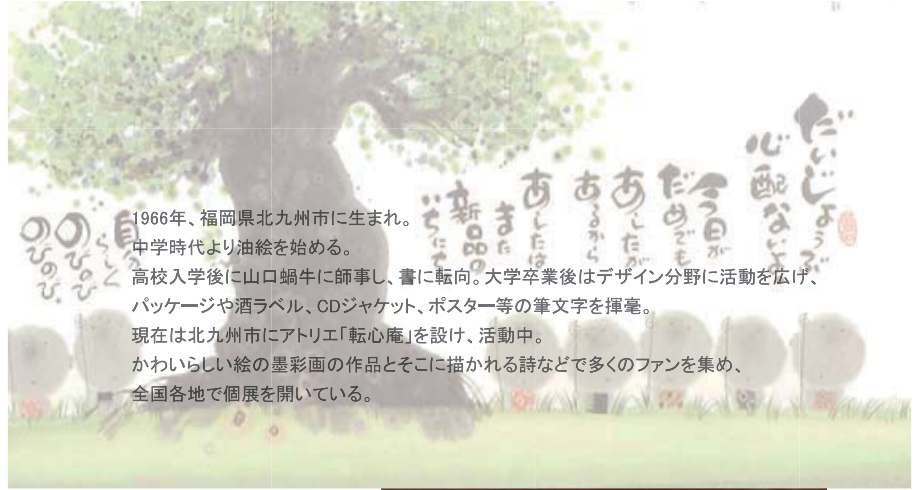 だいじょうぶ
心配ないよ
今日が
だめでも
あしたが
あるから
あしたは
また
新品の
いちにち
自分
らしく
のびのび
のびのび
1966年、福岡県北九州市に生まれ。
中学時代より油絵を始める。
高校入学後に山口蝸牛に師事し、書に転向。大学卒業後はデザイン分野に活動を広げ、
パッケージや酒ラベル、CDジャケット、ポスター等の筆文字を揮毫。
現在は北九州市にアトリエ「転心庵」を設け、活動中。
かわいらしい絵の墨彩画の作品とそこに描かれる詩などで多くのファンを集め、
全国各地で個展を開いている。